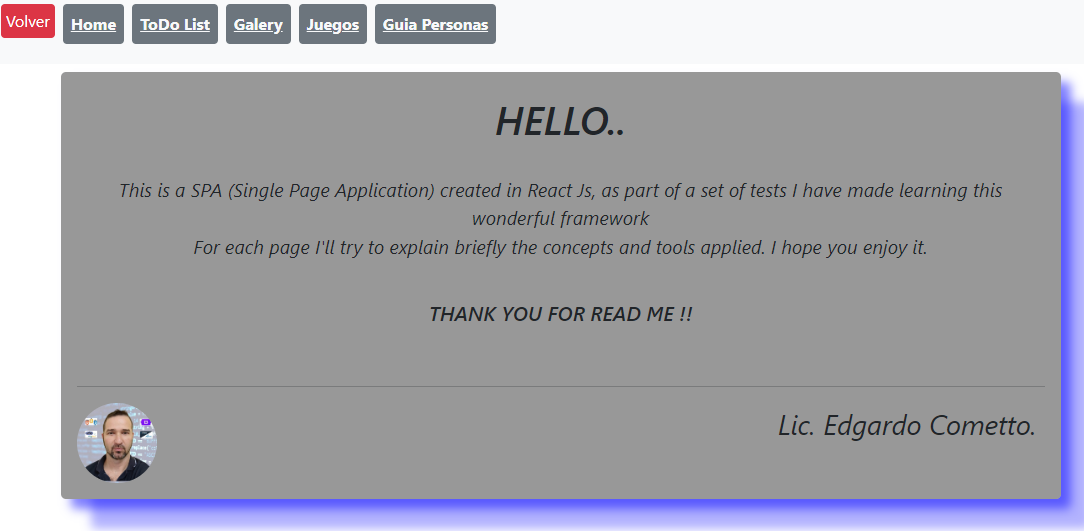 Volver Home ToDo List Galery Juegos Guia Personas
HELLO..
This is a SPA (Single Page Application) created in React Js, as part of a set of tests I have made learning this
wonderful framework
For each page I'll try to explain briefly the concepts and tools applied. I hope you enjoy it.
THANK YOU FOR READ ME !!
Lic. Edgardo Cometto.